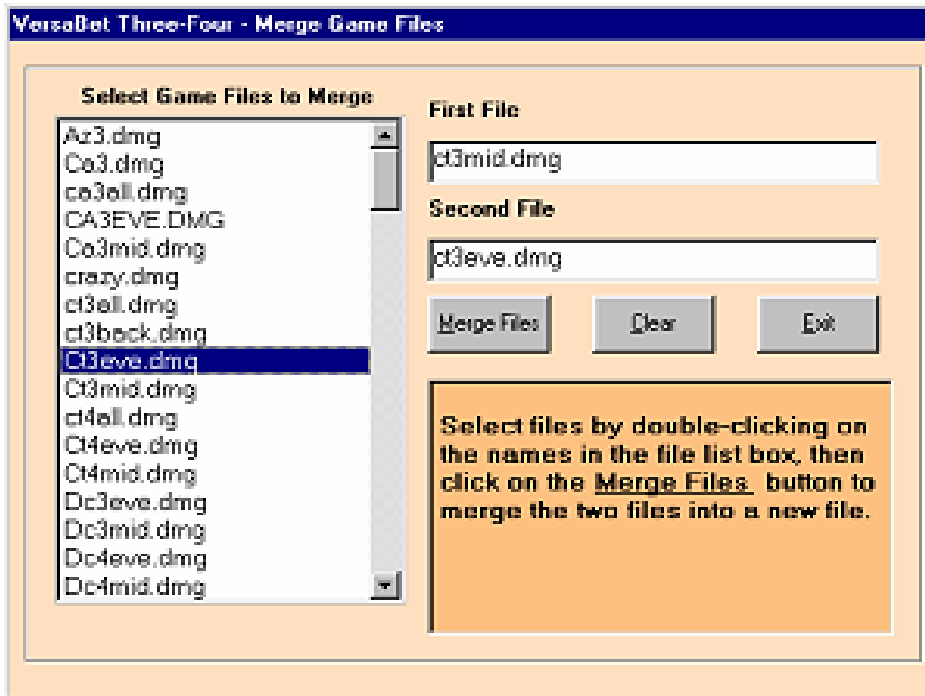 VersaBet Three-Four - Merge Game Files
Select Game Files to Merge
Az3.dmg
Ca3.dmg
ca3all.dmg
CA3EVE.DMG
Ca3mid.dmg
crazy.dmg
ct3all.dmg
ct3back.dmg
Ct3eve.dmg
Ct3mid.dmg
ct4all.dmg
Ct4eve.dmg
Ct4mid.dmg
Dc3eve.dmg
Dc3mid.dmg
Dc4eve.dmg
Dc4mid.dmg
First File
ct3mid.dmg
Second File
ct3eve.dmg
Merge Files
Clear
Exit
Select files by double-clicking on
the names in the file list box, then
click on the Merge Files button to
merge the two files into a new file.